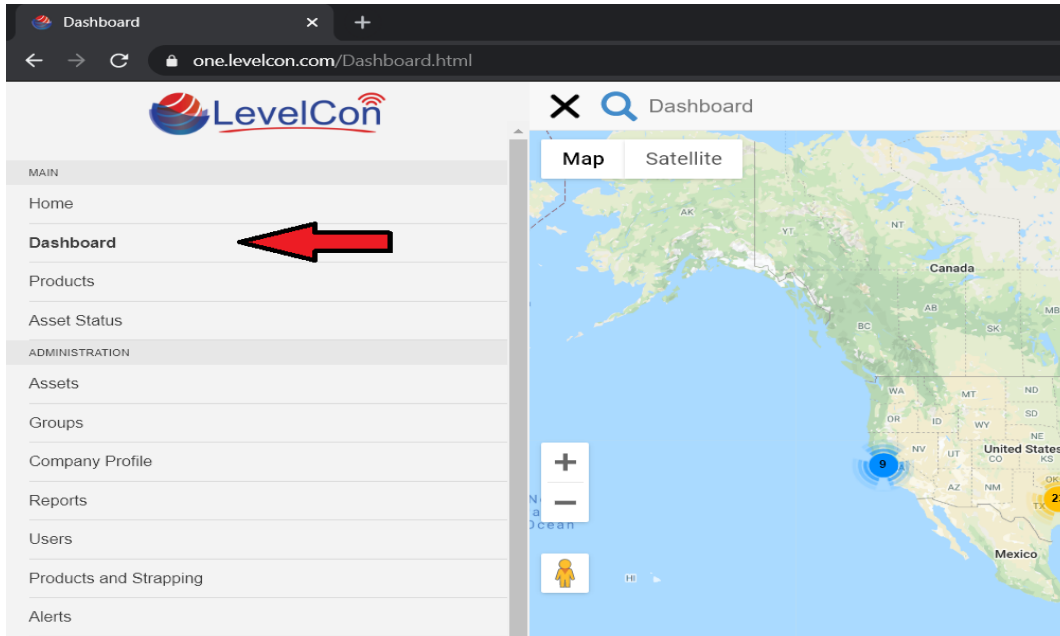 Dashboard
one.levelcon.com/Dashboard.html
LevelCon
MAIN
Home
Dashboard
Products
Asset Status
ADMINISTRATION
Assets
Groups
Company Profile
Reports
Users
Products and Strapping
Alerts
Dashboard
Map Satellite
AK
YT
NT
Canada
AB
MB
BC
SK
WA
MT
ND
OR
ID
SD
WY
NE
NV
UT
United States
CO
KS
9
AZ
NM
OK
TX
Ocean
Mexico
HI